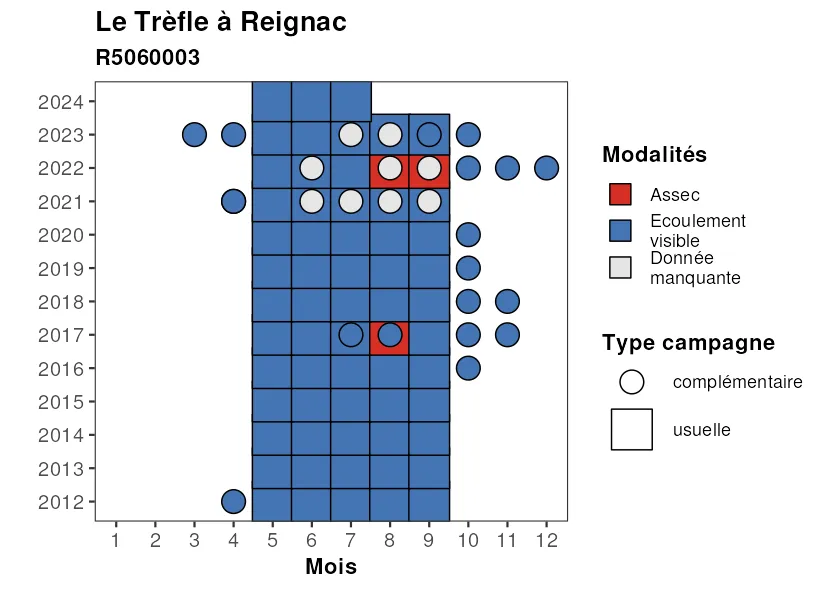 Le Trèfle à Reignac
R5060003
2024
2023
2022
2021
2020
2019
2018
2017
2016
2015
2014
2013
2012
1 2 3 4 5 6 7 8 9 10 11 12
Mois
Modalités
Assec
Ecoulement
visible
Donnée
manquante
Type campagne
complémentaire
usuelle